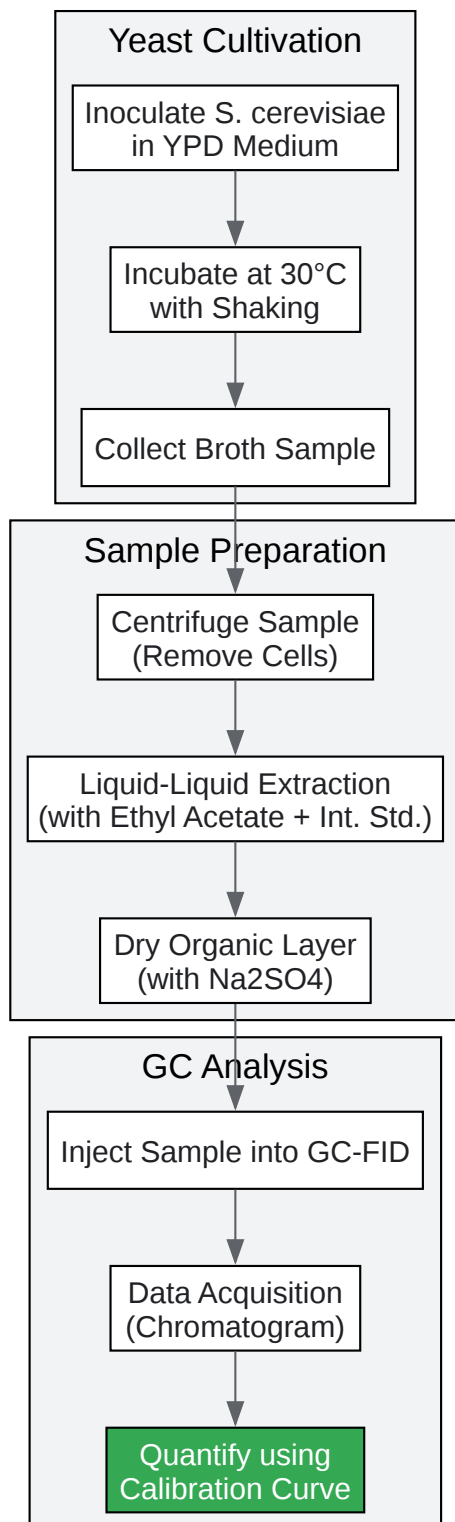 Yeast Cultivation
Inoculate S. cerevisiae
in YPD Medium
Incubate at 30°C
with Shaking
Collect Broth Sample
Sample Preparation
Centrifuge Sample
(Remove Cells)
Liquid-Liquid Extraction
(with Ethyl Acetate + Int. Std.)
Dry Organic Layer
(with Na2SO4)
GC Analysis
Inject Sample into GC-FID
Data Acquisition
(Chromatogram)
Quantify using
Calibration Curve